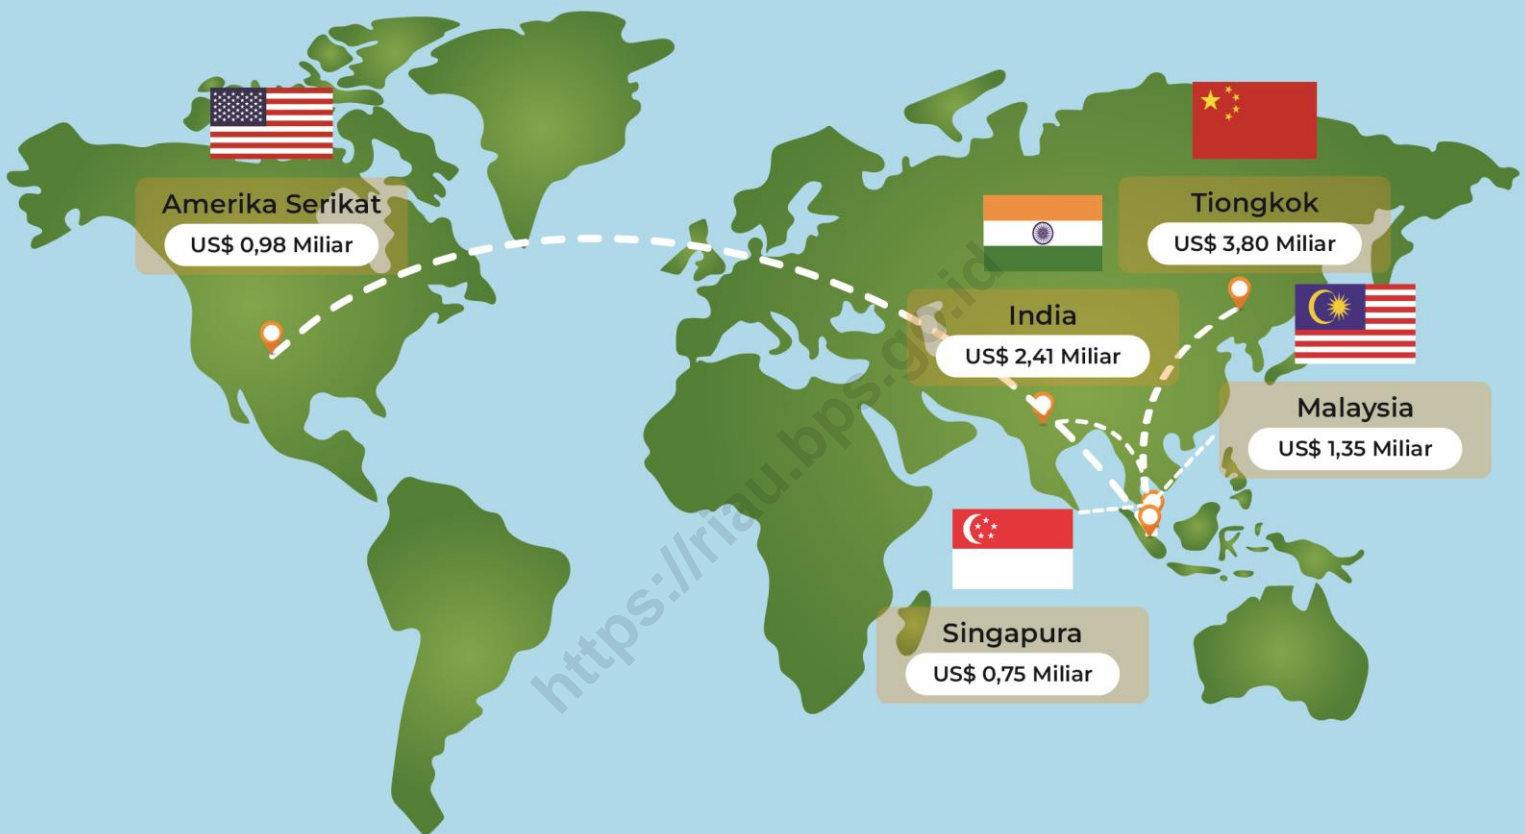 Amerika Serikat
US$ 0,98 Miliar
Tiongkok
US$ 3,80 Miliar
India
US$ 2,41 Miliar
Malaysia
US$ 1,35 Miliar
Singapura
US$ 0,75 Miliar
https://riau.bps.go.id